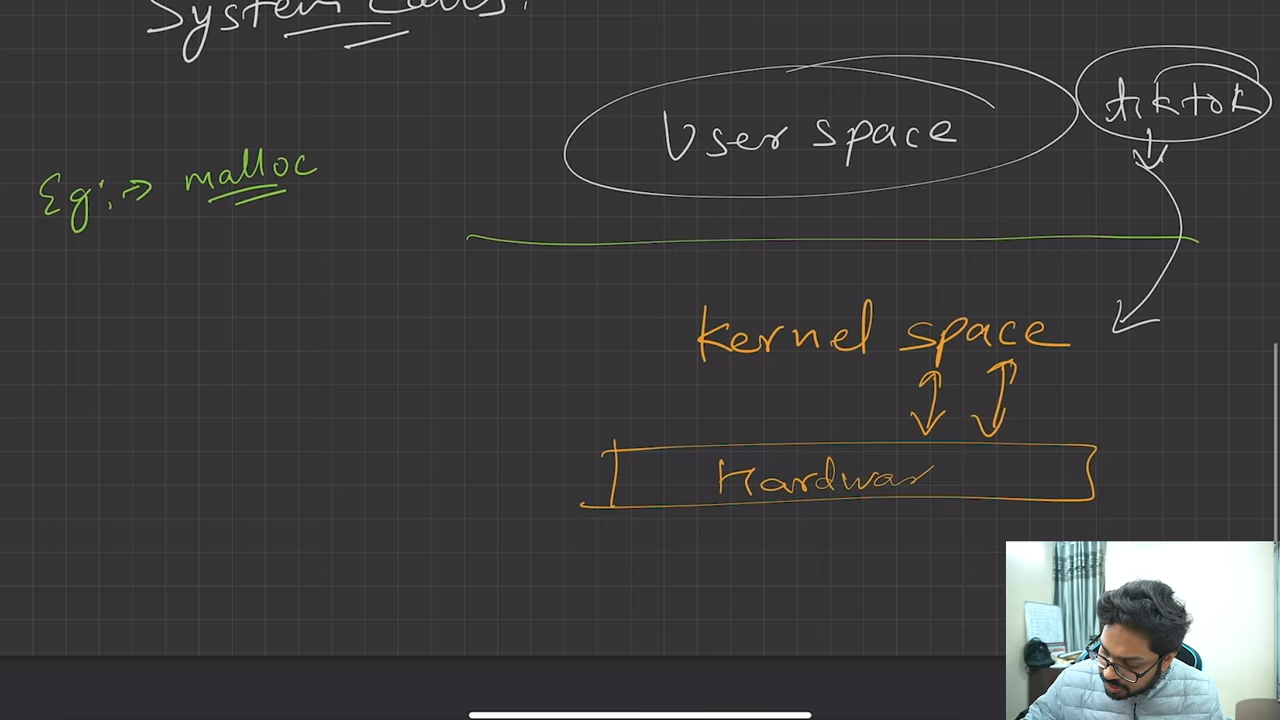 System Calls:
User space
tiktok
Eg:→ malloc
kernel space
Hardwar